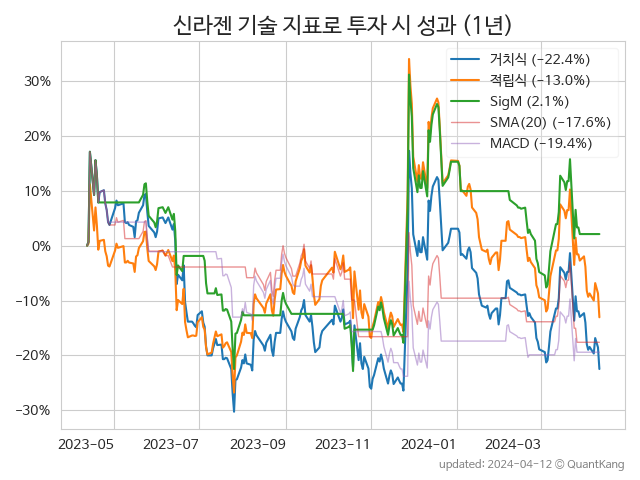 신라젠 기술 지표로 투자 시 성과 (1년)
거치식 (−22.4%)
적립식 (−13.0%)
SigM (2.1%)
SMA(20) (−17.6%)
MACD (−19.4%)
30%
20%
10%
0%
−10%
−20%
−30%
2023-05 2023-07 2023-09 2023-11 2024-01 2024-03
updated: 2024-04-12 © QuantKang